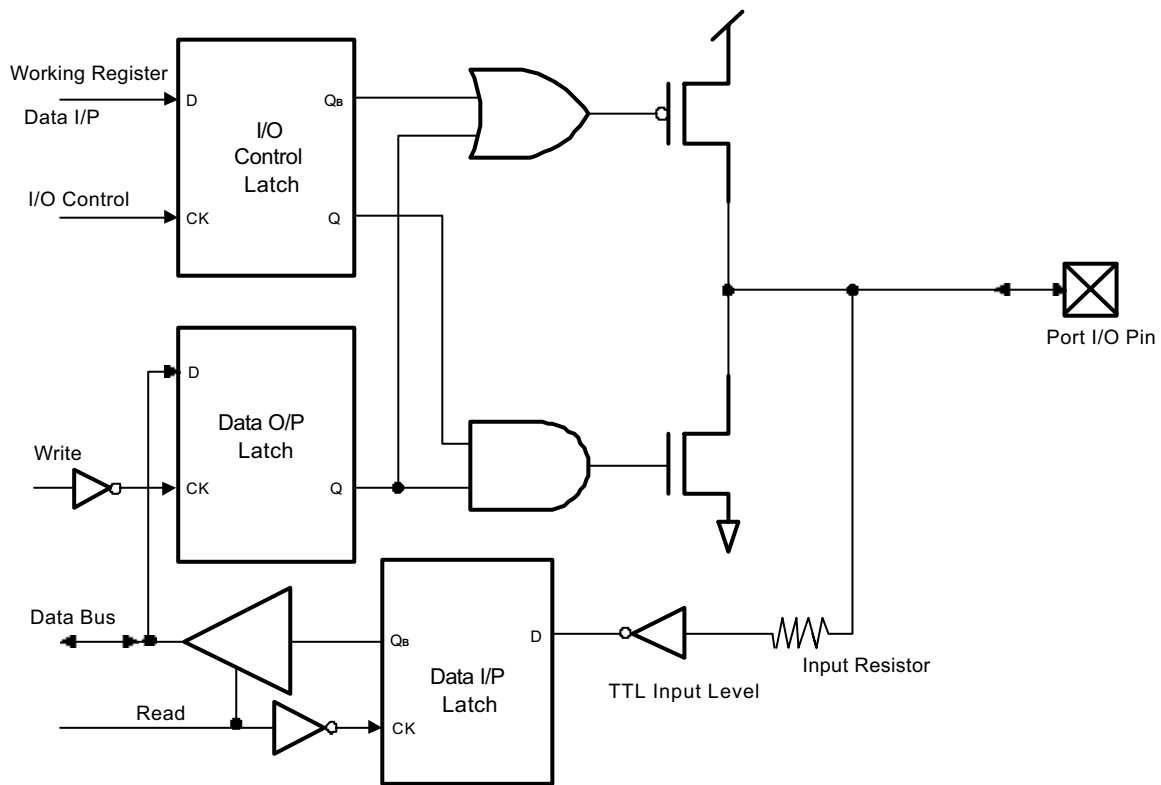 Working Register
Data I/P
D
QB
I/O
Control
Latch
I/O Control
CK
Q
Port I/O Pin
D
Data O/P
Latch
Write
CK
Q
Data Bus
QB
D
Data I/P
Latch
TTL Input Level
Input Resistor
Read
CK